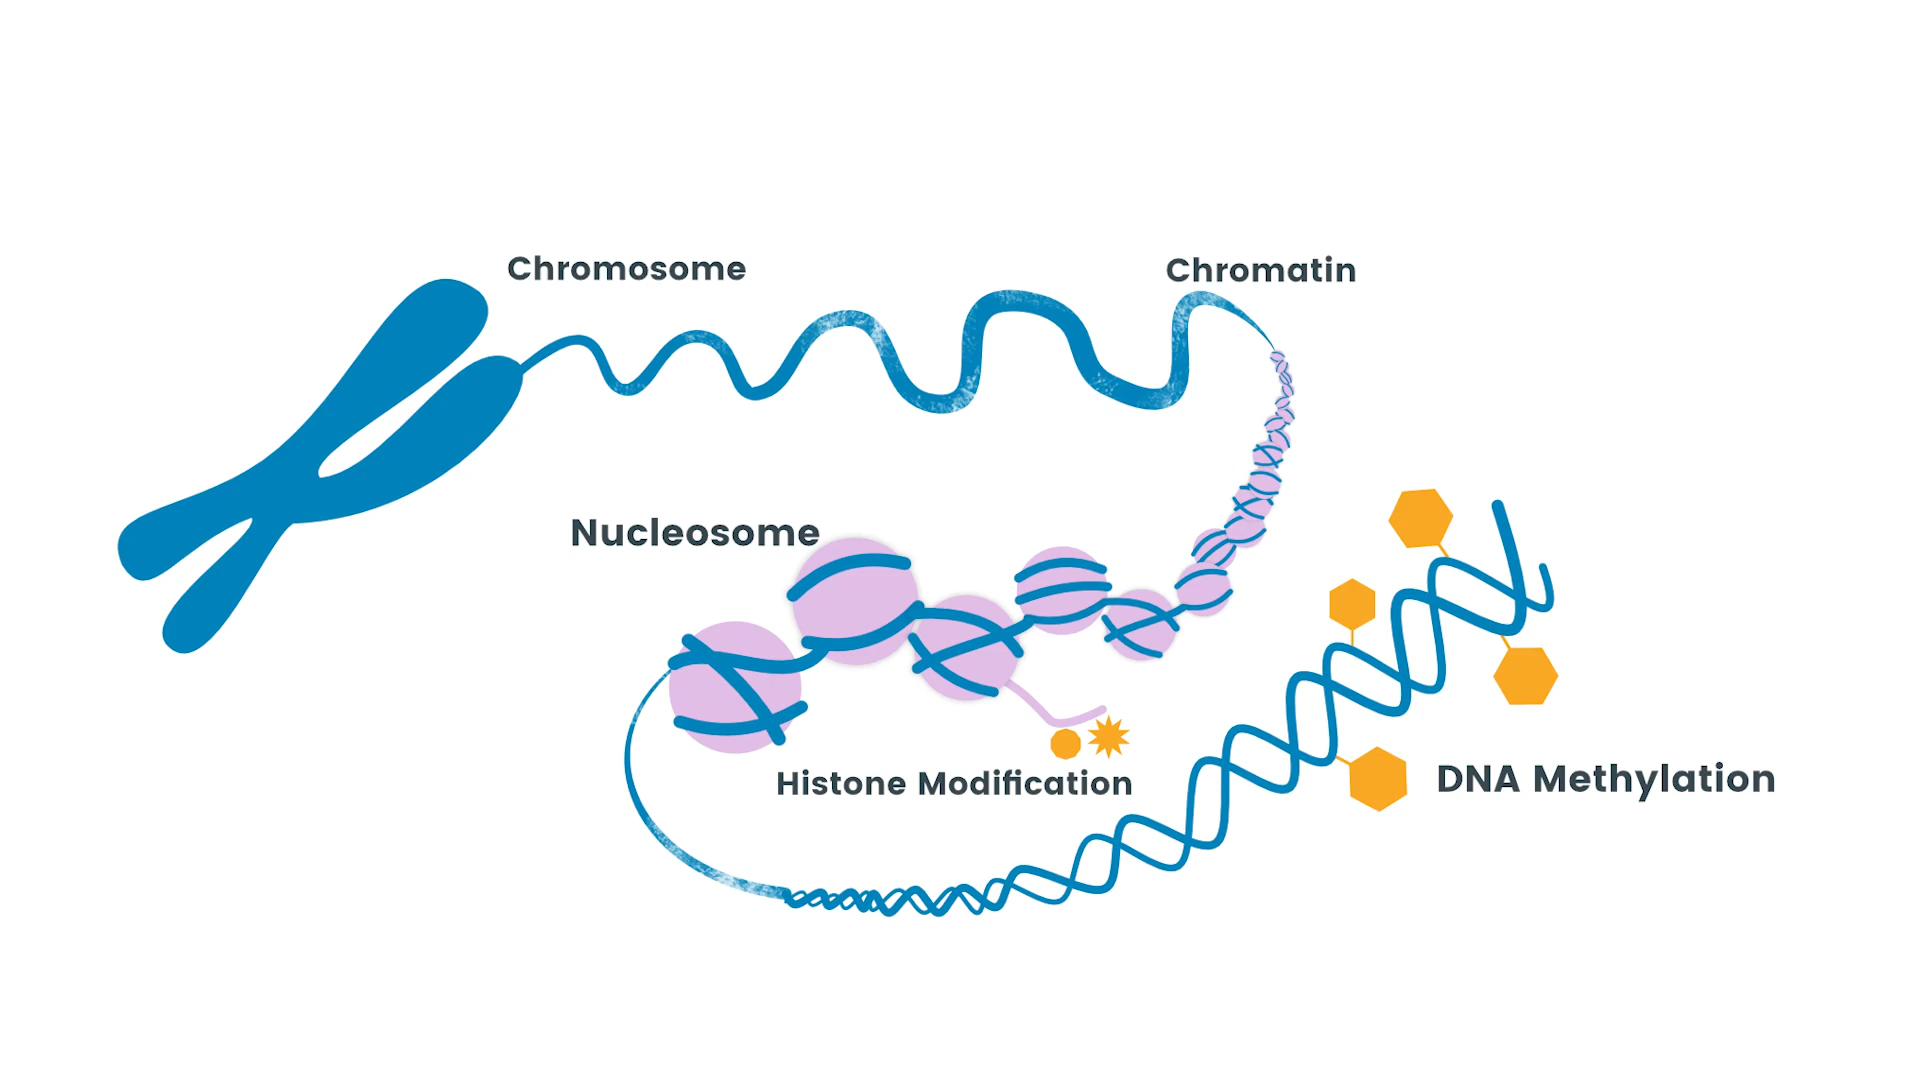 Chromosome
Chromatin
Nucleosome
Histone Modification
DNA Methylation